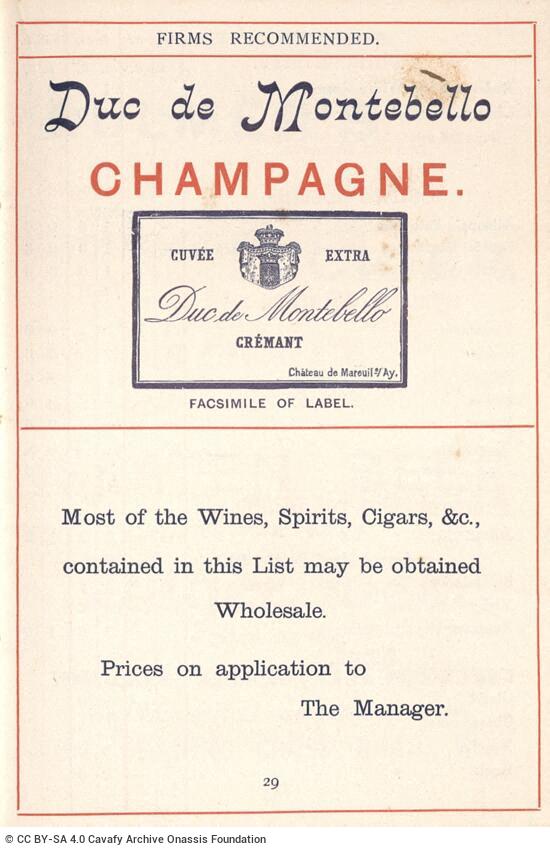 FIRMS RECOMMENDED.
Duc de Montebello
CHAMPAGNE.
CUVÉE EXTRA
Duc de Montebello
CRÉMANT
Château de Mareuil s/Ay.
FACSIMILE OF LABEL.
Most of the Wines, Spirits, Cigars, &c.,
contained in this List may be obtained
Wholesale.
Prices on application to
The Manager.
29
© CC BY-SA 4.0 Cavafy Archive Onassis Foundation